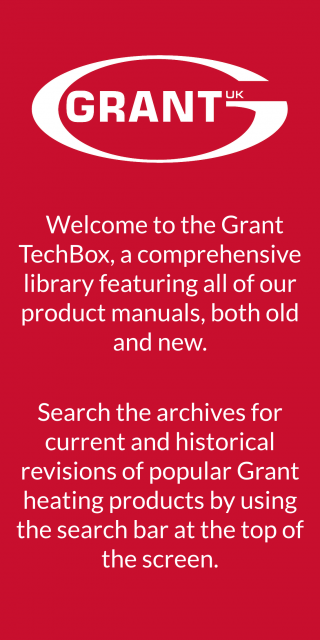 GRANT UK
Welcome to the Grant
TechBox, a comprehensive
library featuring all of our
product manuals, both old
and new.
Search the archives for
current and historical
revisions of popular Grant
heating products by using
the search bar at the top of
the screen.